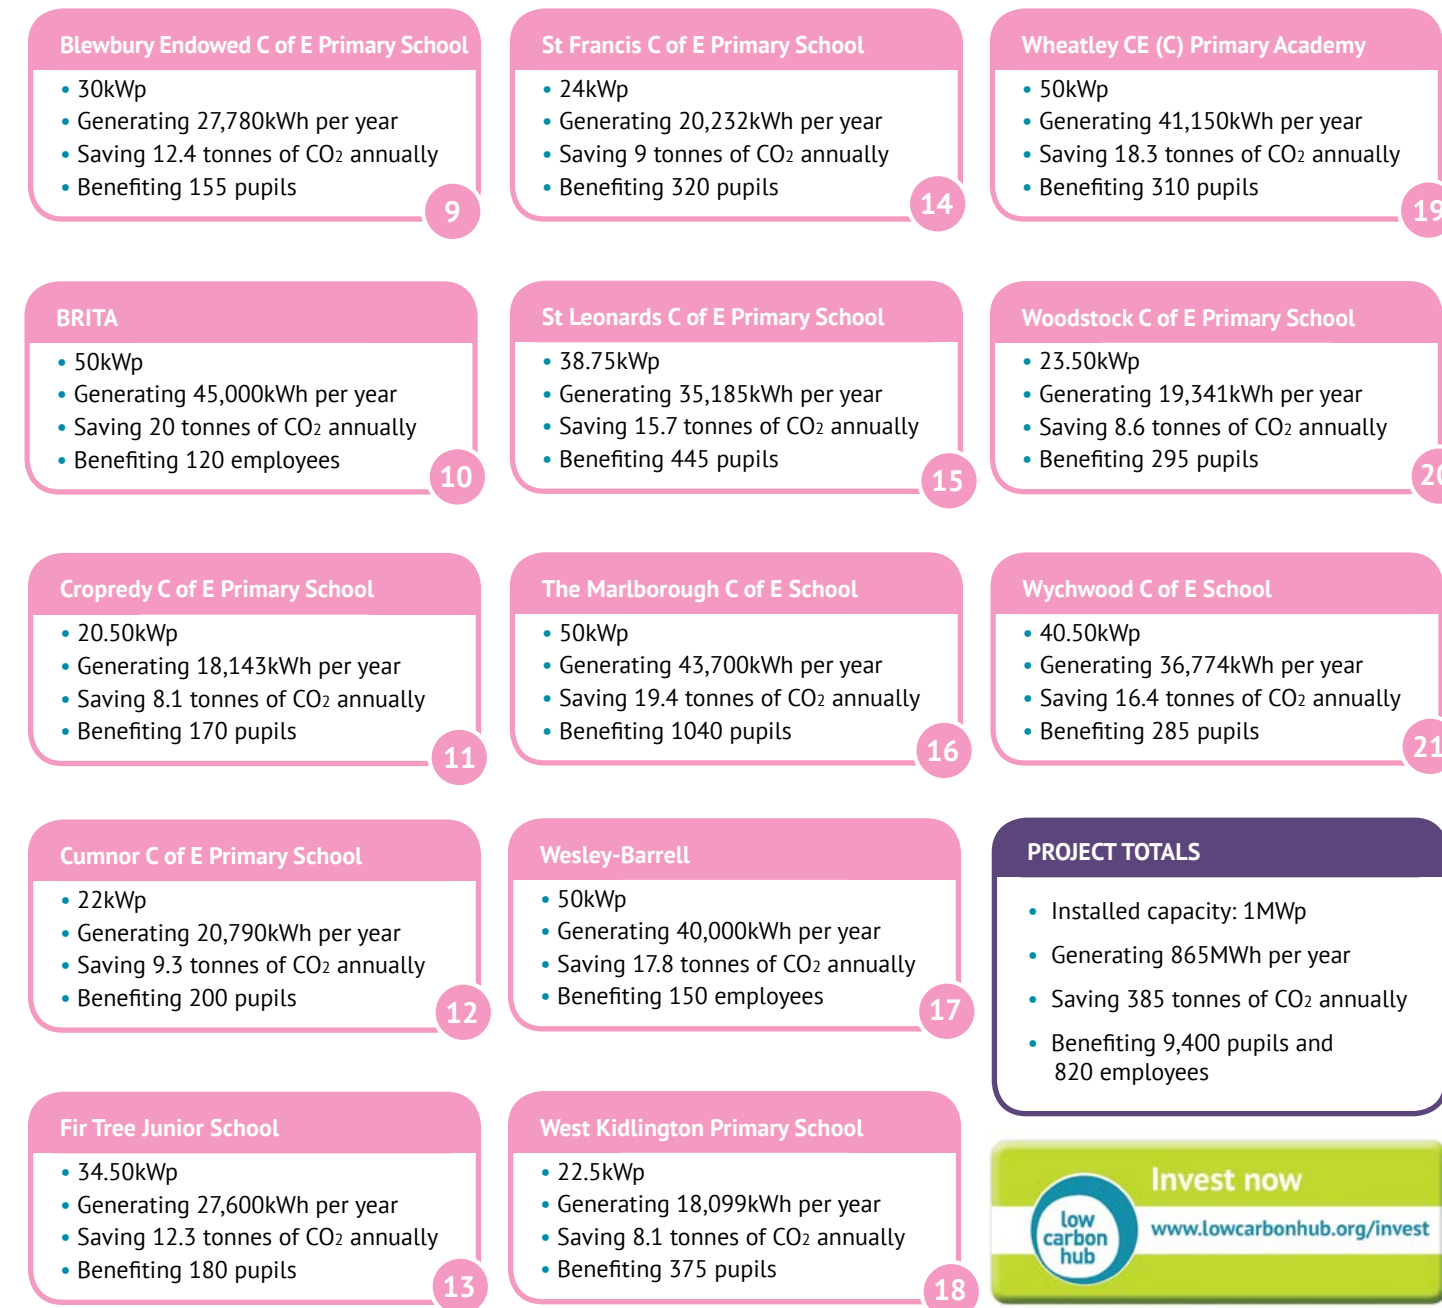 Blewbury Endowed C of E Primary School
• 30kWp
• Generating 27,780kWh per year
• Saving 12.4 tonnes of CO2 annually
• Benefiting 155 pupils
9
BRITA
• 50kWp
• Generating 45,000kWh per year
• Saving 20 tonnes of CO2 annually
• Benefiting 120 employees
10
Cropredy C of E Primary School
• 20.50kWp
• Generating 18,143kWh per year
• Saving 8.1 tonnes of CO2 annually
• Benefiting 170 pupils
11
Cumnor C of E Primary School
• 22kWp
• Generating 20,790kWh per year
• Saving 9.3 tonnes of CO2 annually
• Benefiting 200 pupils
12
Fir Tree Junior School
• 34.50kWp
• Generating 27,600kWh per year
• Saving 12.3 tonnes of CO2 annually
• Benefiting 180 pupils
13
St Francis C of E Primary School
• 24kWp
• Generating 20,232kWh per year
• Saving 9 tonnes of CO2 annually
• Benefiting 320 pupils
14
St Leonards C of E Primary School
• 38.75kWp
• Generating 35,185kWh per year
• Saving 15.7 tonnes of CO2 annually
• Benefiting 445 pupils
15
The Marlborough C of E School
• 50kWp
• Generating 43,700kWh per year
• Saving 19.4 tonnes of CO2 annually
• Benefiting 1040 pupils
16
Wesley-Barrell
• 50kWp
• Generating 40,000kWh per year
• Saving 17.8 tonnes of CO2 annually
• Benefiting 150 employees
17
West Kidlington Primary School
• 22.5kWp
• Generating 18,099kWh per year
• Saving 8.1 tonnes of CO2 annually
• Benefiting 375 pupils
18
Wheatley CE (C) Primary Academy
• 50kWp
• Generating 41,150kWh per year
• Saving 18.3 tonnes of CO2 annually
• Benefiting 310 pupils
19
Woodstock C of E Primary School
• 23.50kWp
• Generating 19,341kWh per year
• Saving 8.6 tonnes of CO2 annually
• Benefiting 295 pupils
20
Wychwood C of E School
• 40.50kWp
• Generating 36,774kWh per year
• Saving 16.4 tonnes of CO2 annually
• Benefiting 285 pupils
21
PROJECT TOTALS
• Installed capacity: 1MWp
• Generating 865MWh per year
• Saving 385 tonnes of CO2 annually
• Benefiting 9,400 pupils and
820 employees
Invest now
low
carbon
hub
www.lowcarbonhub.org/invest